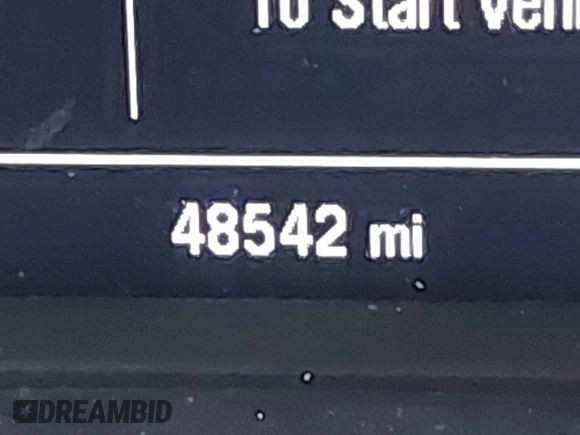 To Start Vehi
48542 mi
DREAMBID